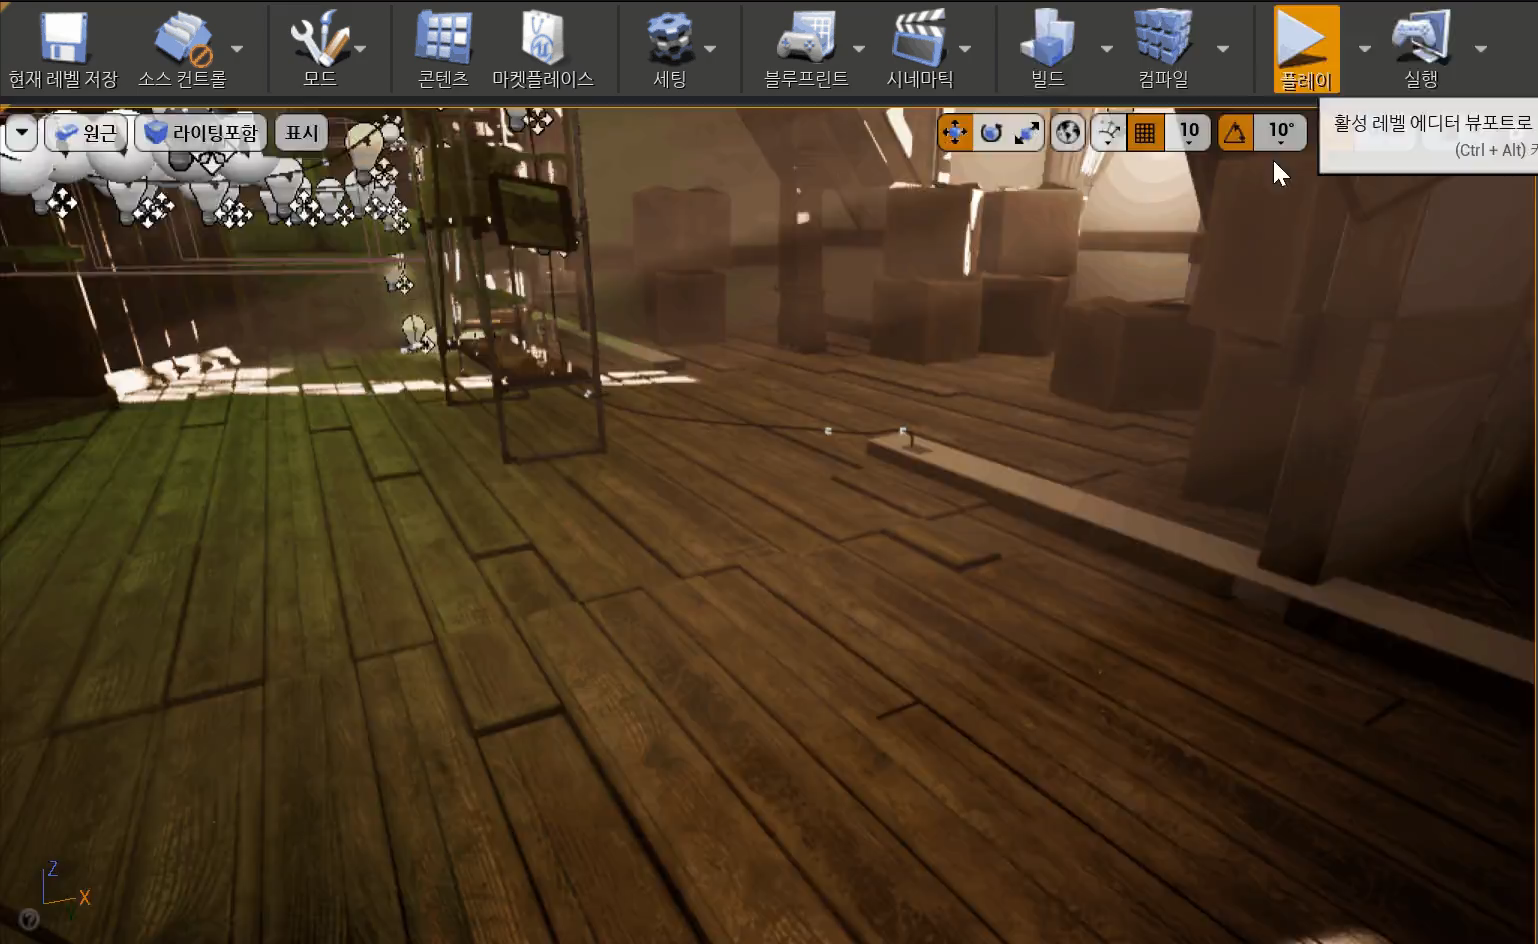 현재 레벨 저장
소스 컨트롤
모드
콘텐츠
마켓플레이스
세팅
블루프린트
시네마틱
빌드
컴파일
플레이
실행
원근
라이팅포함
표시
10
10°
활성 레벨 에디터 뷰포트로
(Ctrl + Alt)
Z
X